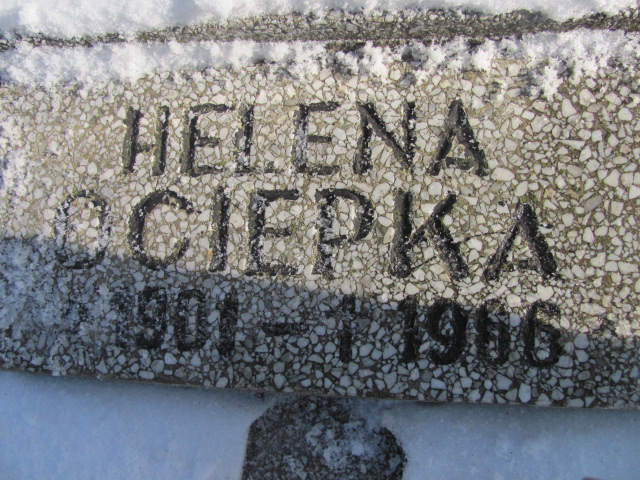 HELENA
OCIEPKA
1901 - † 1966